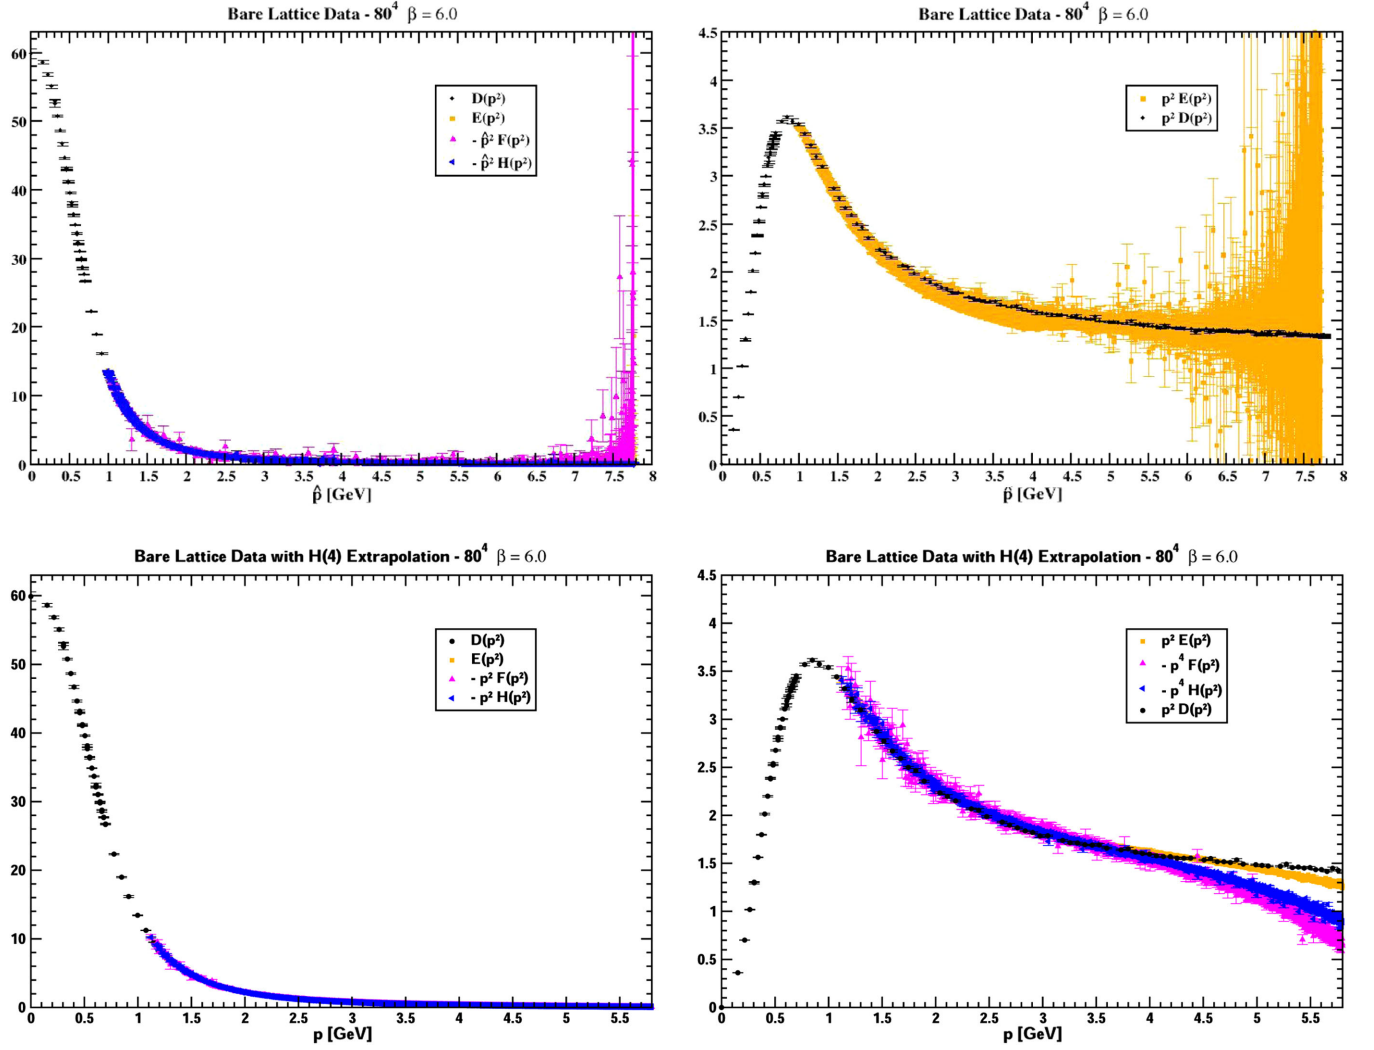 Bare Lattice Data - 80⁴ β = 6.0
60
50
40
30
20
10
0
D(p²)
E(p²)
- p̂² F(p²)
- p̂² H(p²)
0 0.5 1 1.5 2 2.5 3 3.5 4 4.5 5 5.5 6 6.5 7 7.5 8
p̂ [GeV]
Bare Lattice Data - 80⁴ β = 6.0
4.5
4
3.5
3
2.5
2
1.5
1
0.5
0
p² E(p²)
p² D(p²)
0 0.5 1 1.5 2 2.5 3 3.5 4 4.5 5 5.5 6 6.5 7 7.5 8
p̂ [GeV]
Bare Lattice Data with H(4) Extrapolation - 80⁴ β = 6.0
60
50
40
30
20
10
0
D(p²)
E(p²)
- p² F(p²)
- p² H(p²)
0 0.5 1 1.5 2 2.5 3 3.5 4 4.5 5 5.5
p [GeV]
Bare Lattice Data with H(4) Extrapolation - 80⁴ β = 6.0
4.5
4
3.5
3
2.5
2
1.5
1
0.5
0
p² E(p²)
- p⁴ F(p²)
- p⁴ H(p²)
p² D(p²)
0 0.5 1 1.5 2 2.5 3 3.5 4 4.5 5 5.5
p [GeV]